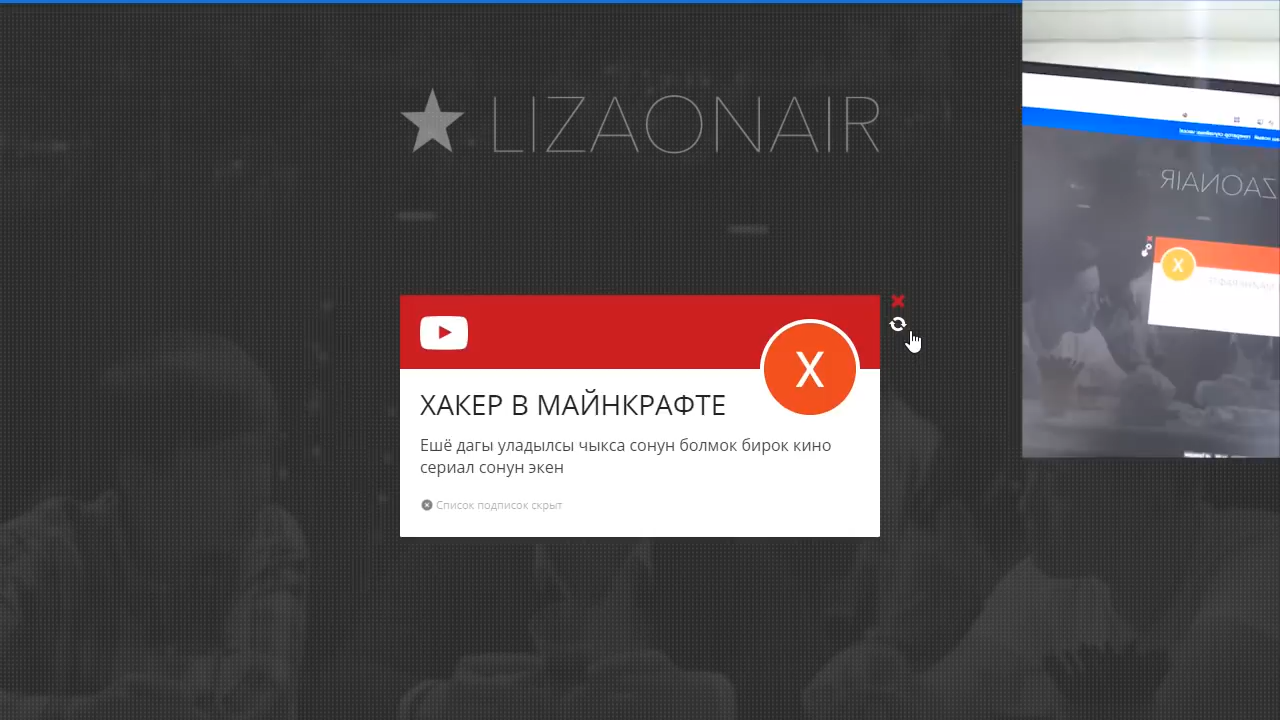 LIZAONAIR
X
ХАКЕР В МАЙНКРАФТЕ
Ешё дагы уладылсы чыкса сонун болмок бирок кино
сериал сонун экен
Список подписок скрыт
ZAONAIR
X